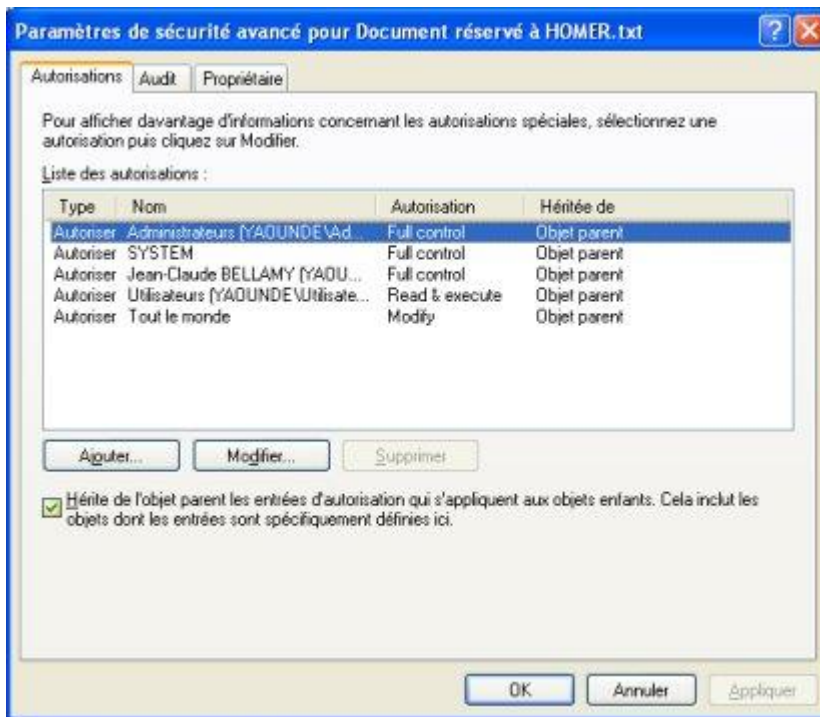 Paramètres de sécurité avancé pour Document réservé à HOMER.txt
Autorisations Audit Propriétaire
Pour afficher davantage d'informations concernant les autorisations spéciales, sélectionnez une
autorisation puis cliquez sur Modifier.
Liste des autorisations :
Type Nom Autorisation Héritée de
Autoriser Administrateurs (YAOUNDE\Ad... Full control Objet parent
Autoriser SYSTEM Full control Objet parent
Autoriser Jean-Claude BELLAMY (YAOU... Full control Objet parent
Autoriser Utilisateurs (YAOUNDE\Utilisate... Read & execute Objet parent
Autoriser Tout le monde Modify Objet parent
Ajouter... Modifier... Supprimer
Hérite de l'objet parent les entrées d'autorisation qui s'appliquent aux objets enfants. Cela inclut les
objets dont les entrées sont spécifiquement définies ici.
OK Annuler Appliquer